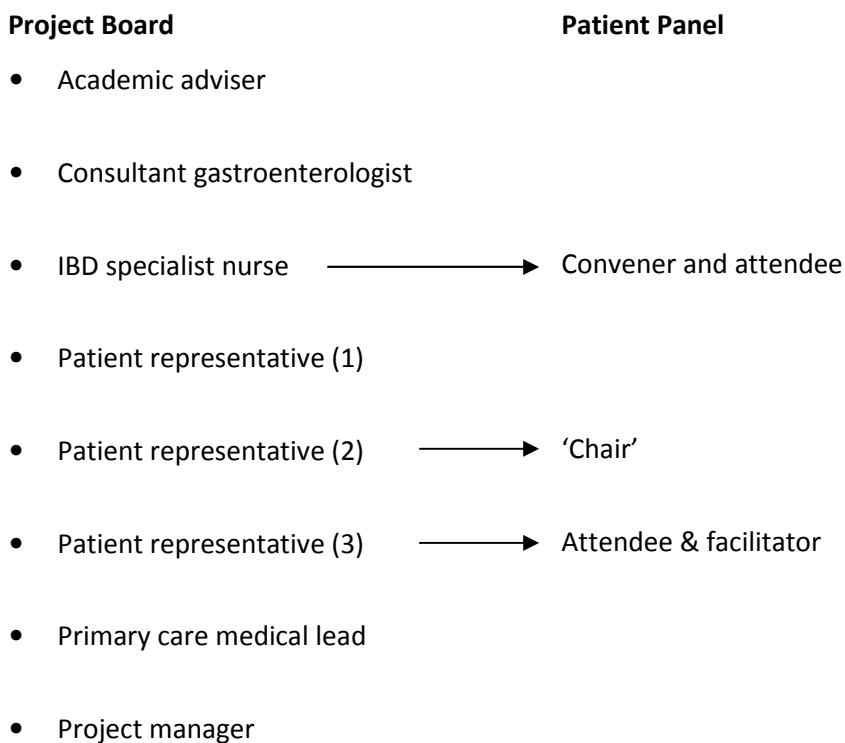 Project Board Patient Panel
• Academic adviser
• Consultant gastroenterologist
• IBD specialist nurse Convener and attendee
• Patient representative (1)
• Patient representative (2) ‘Chair’
• Patient representative (3) Attendee & facilitator
• Primary care medical lead
• Project manager